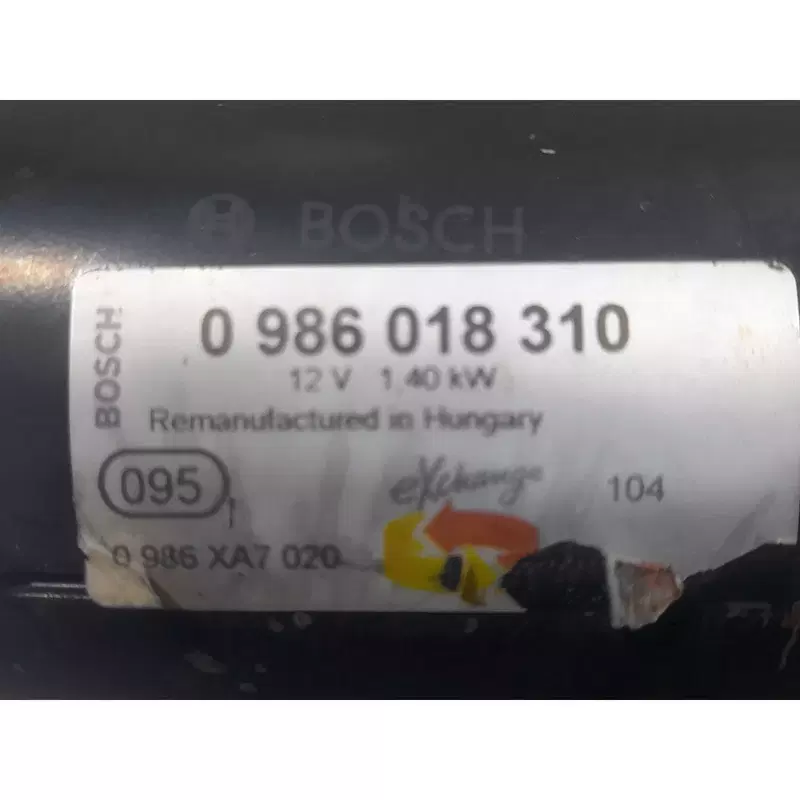 BOSCH
BOSCH
0 986 018 310
12 V 1,40 kW
Remanufactured in Hungary
095
eXchange
104
0 986 XA7 020